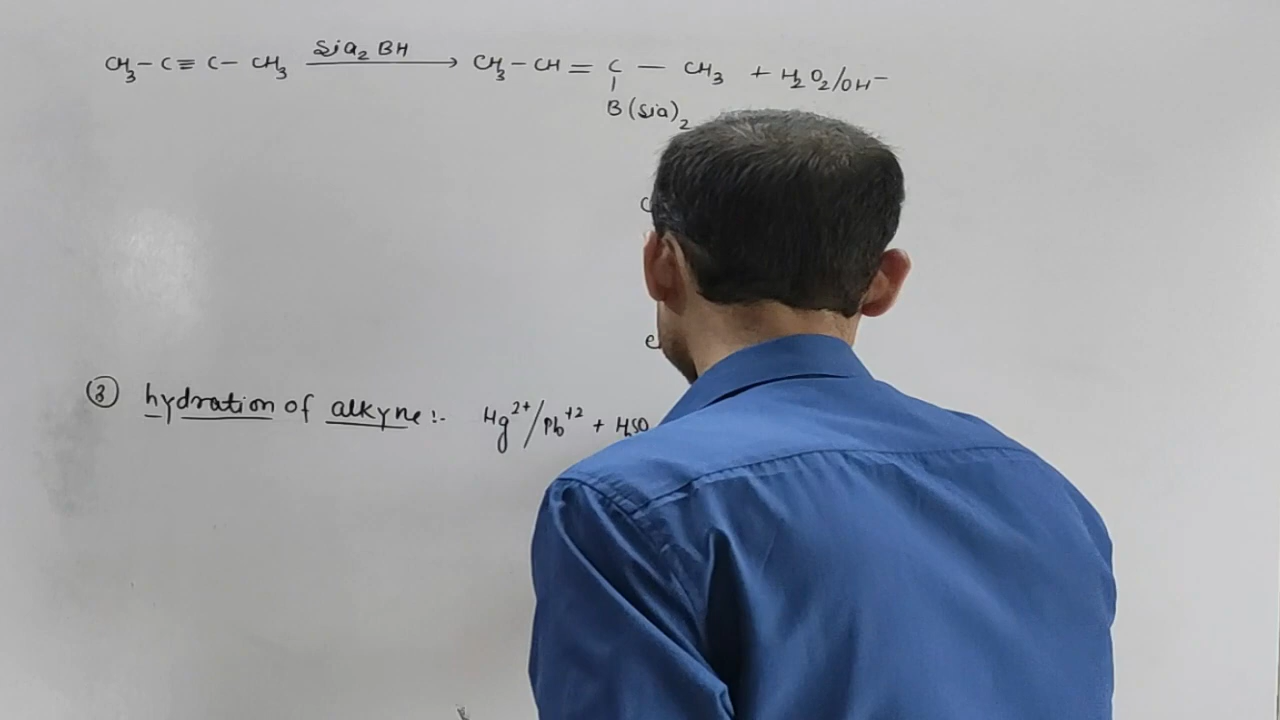 CH₃ – C ≡ C – CH₃ —Sia₂BH→ CH₃ – CH = C – CH₃ + H₂O₂/OH⁻
|
B(Sia)₂
③ hydration of alkyne :- Hg²⁺/Pb⁺² + H₂SO